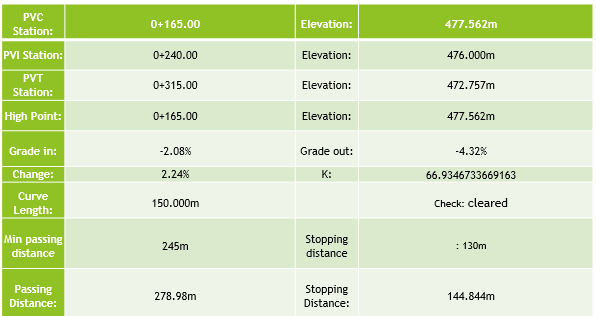 PVC Station: 0+165.00 Elevation: 477.562m
PVI Station: 0+240.00 Elevation: 476.000m
PVT Station: 0+315.00 Elevation: 472.757m
High Point: 0+165.00 Elevation: 477.562m
Grade in: -2.08% Grade out: -4.32%
Change: 2.24% K: 66.9346733669163
Curve Length: 150.000m Check: cleared
Min passing distance 245m Stopping distance : 130m
Passing Distance: 278.98m Stopping Distance: 144.844m